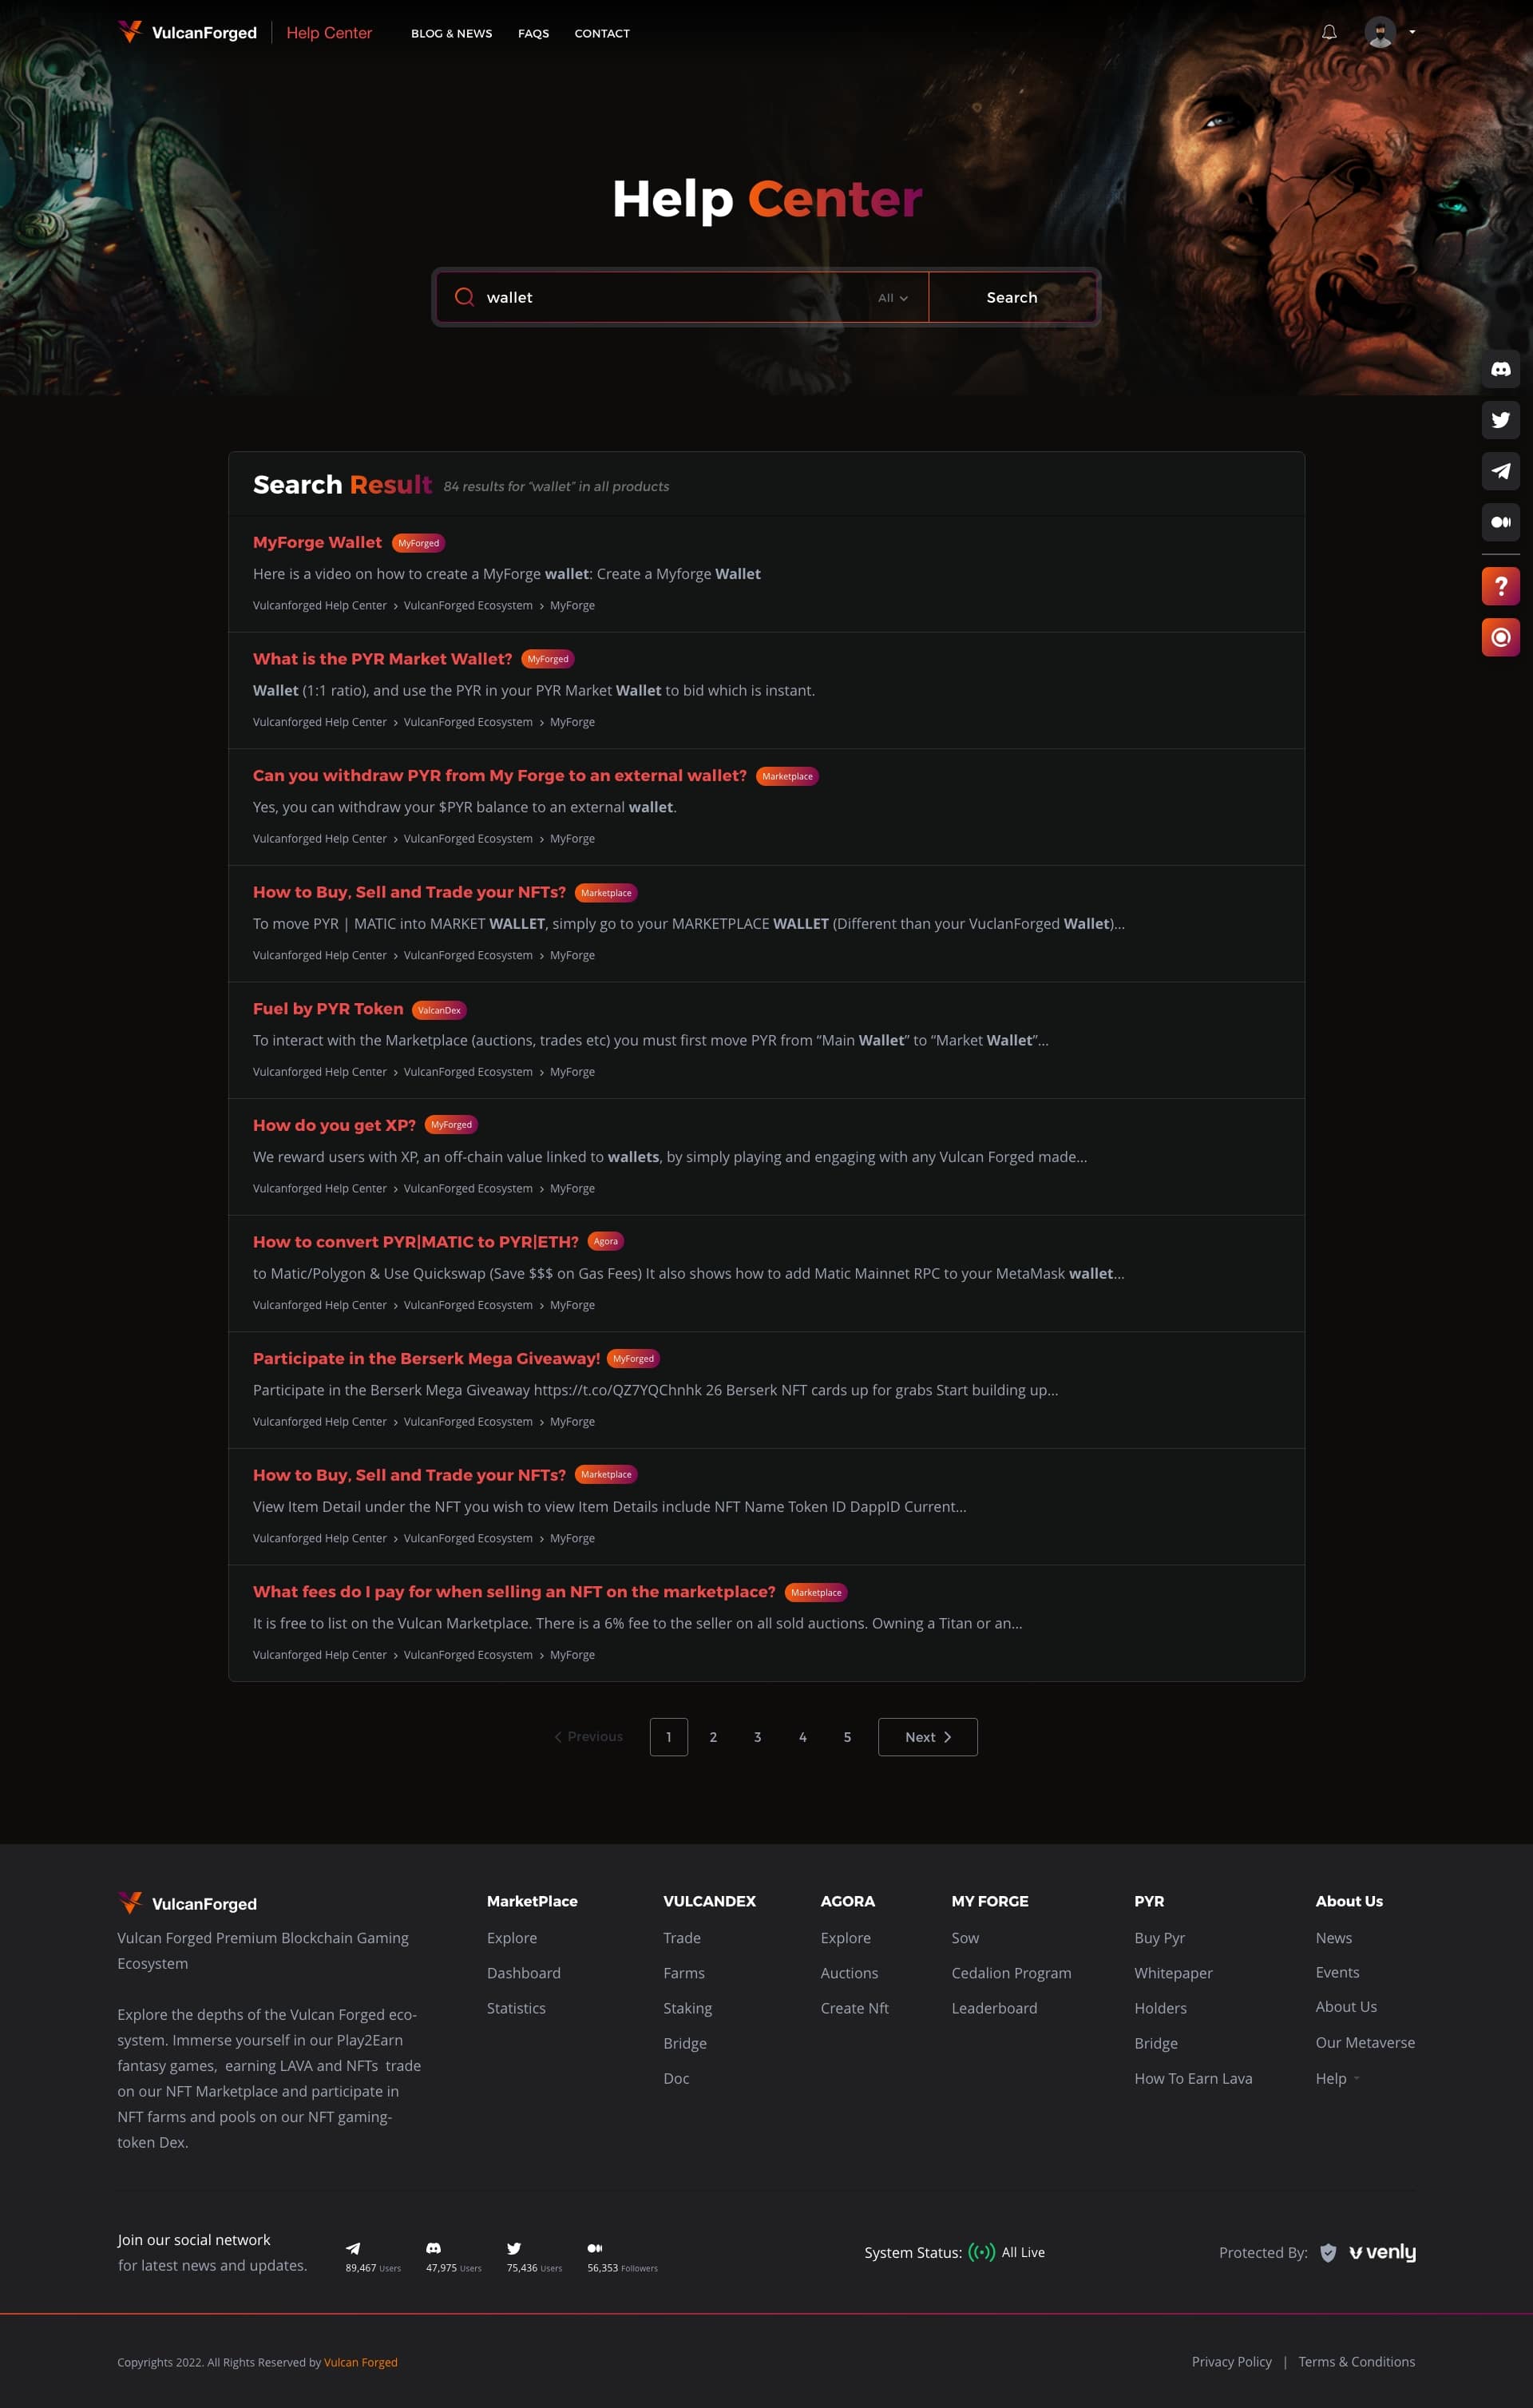 VulcanForged | Help Center BLOG & NEWS FAQS CONTACT
Help Center
wallet All Search
Search Result 84 results for “wallet” in all products
MyForge Wallet MyForged
Here is a video on how to create a MyForge wallet: Create a Myforge Wallet
Vulcanforged Help Center › VulcanForged Ecosystem › MyForge
What is the PYR Market Wallet? MyForged
Wallet (1:1 ratio), and use the PYR in your PYR Market Wallet to bid which is instant.
Vulcanforged Help Center › VulcanForged Ecosystem › MyForge
Can you withdraw PYR from My Forge to an external wallet? Marketplace
Yes, you can withdraw your $PYR balance to an external wallet.
Vulcanforged Help Center › VulcanForged Ecosystem › MyForge
How to Buy, Sell and Trade your NFTs? Marketplace
To move PYR | MATIC into MARKET WALLET, simply go to your MARKETPLACE WALLET (Different than your VuclanForged Wallet)...
Vulcanforged Help Center › VulcanForged Ecosystem › MyForge
Fuel by PYR Token ValcanDex
To interact with the Marketplace (auctions, trades etc) you must first move PYR from “Main Wallet” to “Market Wallet”...
Vulcanforged Help Center › VulcanForged Ecosystem › MyForge
How do you get XP? MyForged
We reward users with XP, an off-chain value linked to wallets, by simply playing and engaging with any Vulcan Forged made...
Vulcanforged Help Center › VulcanForged Ecosystem › MyForge
How to convert PYR|MATIC to PYR|ETH? Agora
to Matic/Polygon & Use Quickswap (Save $$$ on Gas Fees) It also shows how to add Matic Mainnet RPC to your MetaMask wallet...
Vulcanforged Help Center › VulcanForged Ecosystem › MyForge
Participate in the Berserk Mega Giveaway! MyForged
Participate in the Berserk Mega Giveaway https://t.co/QZ7YQChnhk 26 Berserk NFT cards up for grabs Start building up...
Vulcanforged Help Center › VulcanForged Ecosystem › MyForge
How to Buy, Sell and Trade your NFTs? Marketplace
View Item Detail under the NFT you wish to view Item Details include NFT Name Token ID DappID Current...
Vulcanforged Help Center › VulcanForged Ecosystem › MyForge
What fees do I pay for when selling an NFT on the marketplace? Marketplace
It is free to list on the Vulcan Marketplace. There is a 6% fee to the seller on all sold auctions. Owning a Titan or an...
Vulcanforged Help Center › VulcanForged Ecosystem › MyForge
Previous 1 2 3 4 5 Next
VulcanForged
Vulcan Forged Premium Blockchain Gaming
Ecosystem
Explore the depths of the Vulcan Forged eco-
system. Immerse yourself in our Play2Earn
fantasy games, earning LAVA and NFTs trade
on our NFT Marketplace and participate in
NFT farms and pools on our NFT gaming-
token Dex.
MarketPlace
Explore
Dashboard
Statistics
VULCANDEX
Trade
Farms
Staking
Bridge
Doc
AGORA
Explore
Auctions
Create Nft
MY FORGE
Sow
Cedalion Program
Leaderboard
PYR
Buy Pyr
Whitepaper
Holders
Bridge
How To Earn Lava
About Us
News
Events
About Us
Our Metaverse
Help
Join our social network
for latest news and updates.
89,467 Users 47,975 Users 75,436 Users 56,353 Followers
System Status: All Live
Protected By: venly
Copyrights 2022. All Rights Reserved by Vulcan Forged
Privacy Policy | Terms & Conditions